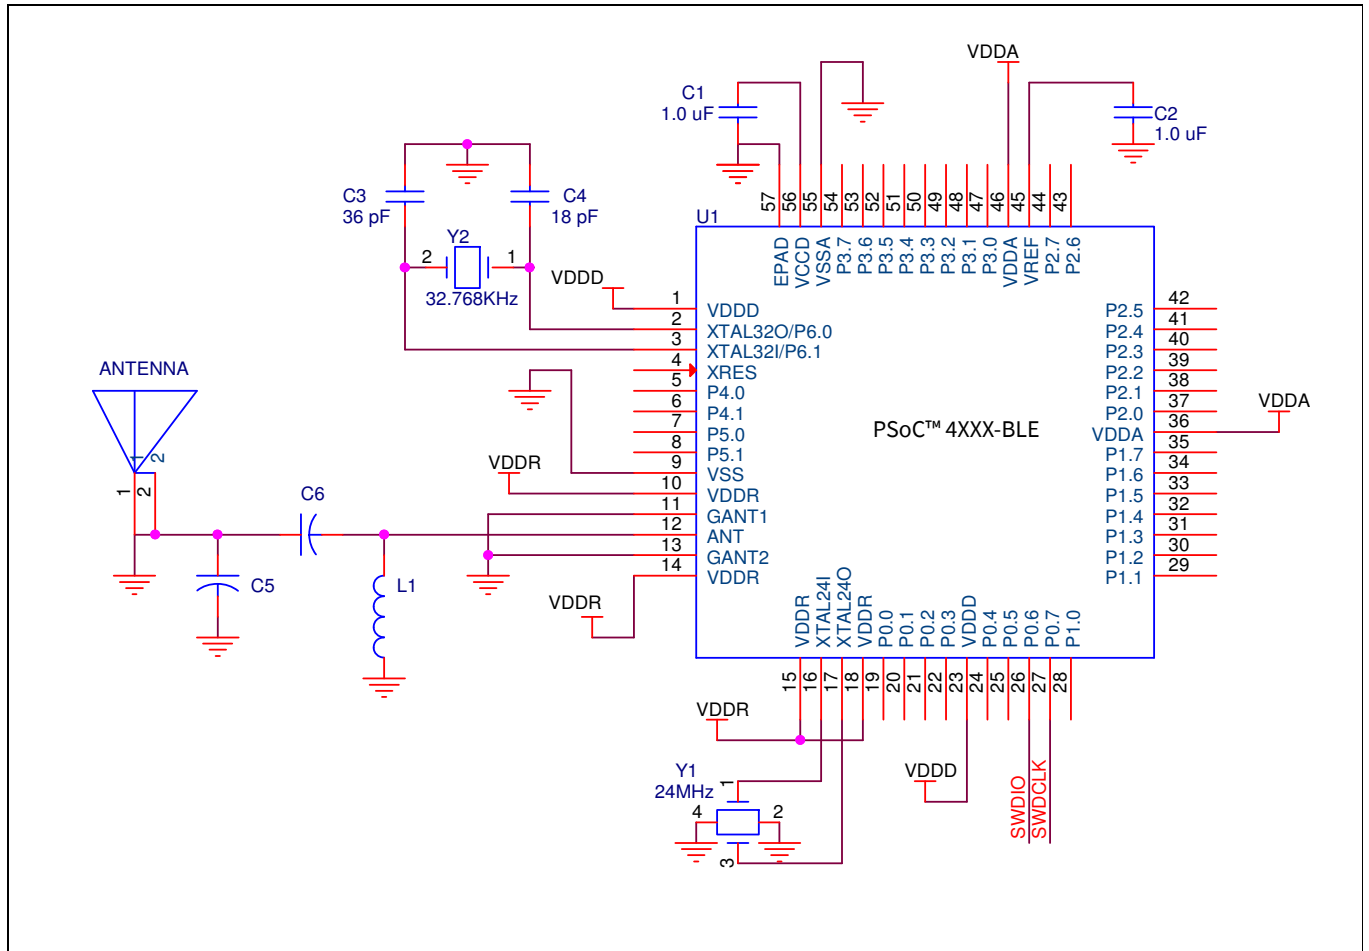 VDDA
C1
1.0 uF
C2
1.0 uF
C3
36 pF
C4
18 pF
Y2
2
1
32.768KHz
57
56
55
54
53
52
51
50
49
48
47
46
45
44
43
U1
EPAD
VCCD
VSSA
P3.7
P3.6
P3.5
P3.4
P3.3
P3.2
P3.1
P3.0
VDDA
VREF
P2.7
P2.6
VDDD
1
VDDD
2
XTAL32O/P6.0
3
XTAL32I/P6.1
4
XRES
5
P4.0
6
P4.1
7
P5.0
8
P5.1
9
VSS
VDDR
10
VDDR
11
GANT1
12
ANT
13
GANT2
14
VDDR
VDDR
PSoC™ 4XXX-BLE
P2.5
42
P2.4
41
P2.3
40
P2.2
39
P2.1
38
P2.0
37
VDDA
36
VDDA
P1.7
35
P1.6
34
P1.5
33
P1.4
32
P1.3
31
P1.2
30
P1.1
29
ANTENNA
1
2
1
2
C6
C5
L1
VDDR
XTAL24I
XTAL24O
VDDR
P0.0
P0.1
P0.2
P0.3
VDDD
P0.4
P0.5
P0.6
P0.7
P1.0
15
16
17
18
19
20
21
22
23
24
25
26
27
28
VDDR
VDDD
SWDIO
SWDCLK
Y1
24MHz
1
4
2
3